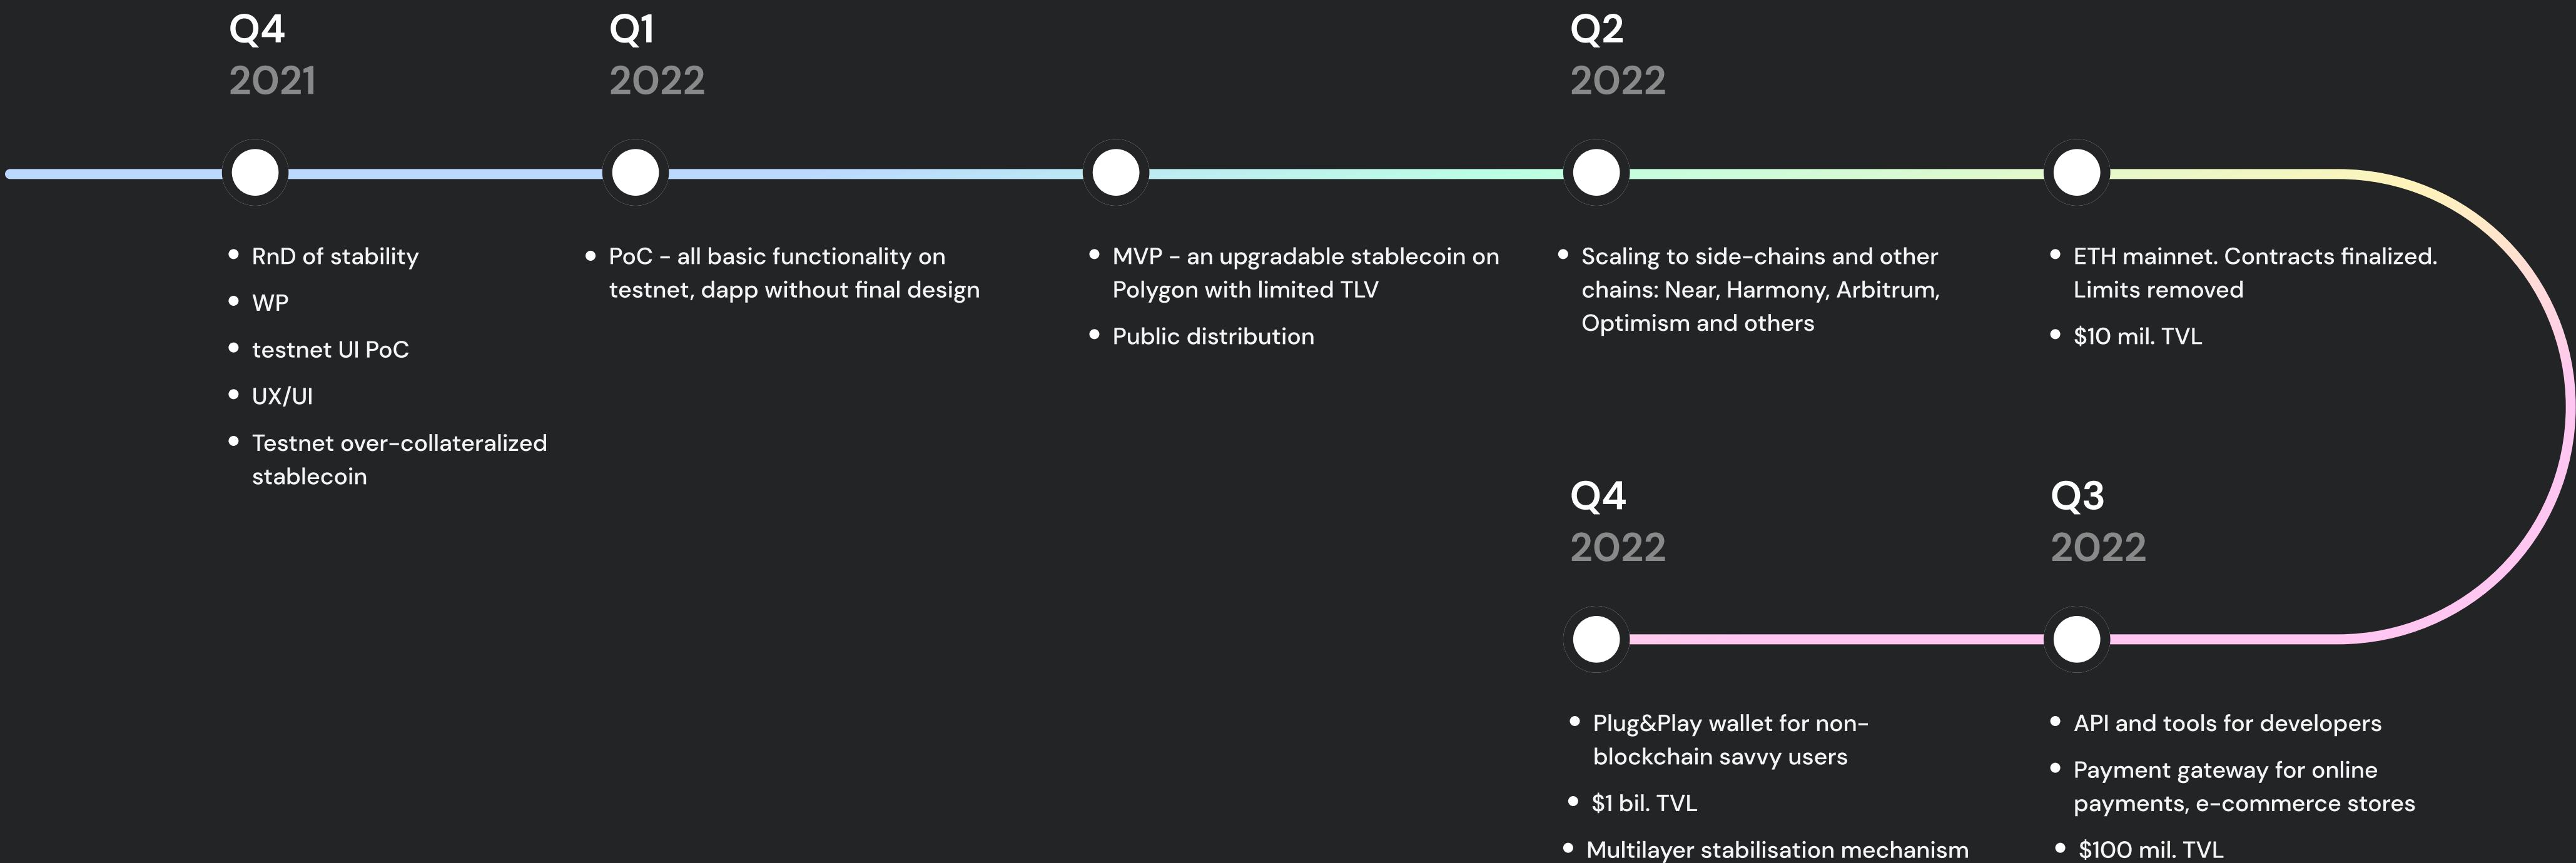 Q4
2021
Q1
2022
Q2
2022
RnD of stability
WP
testnet UI PoC
UX/UI
Testnet over-collateralized
stablecoin
PoC - all basic functionality on
testnet, dapp without final design
MVP - an upgradable stablecoin on
Polygon with limited TLV
Public distribution
Scaling to side-chains and other
chains: Near, Harmony, Arbitrum,
Optimism and others
ETH mainnet. Contracts finalized.
Limits removed
$10 mil. TVL
Q3
2022
API and tools for developers
Payment gateway for online
payments, e-commerce stores
$100 mil. TVL
Q4
2022
Plug&Play wallet for non-
blockchain savvy users
$1 bil. TVL
Multilayer stabilisation mechanism